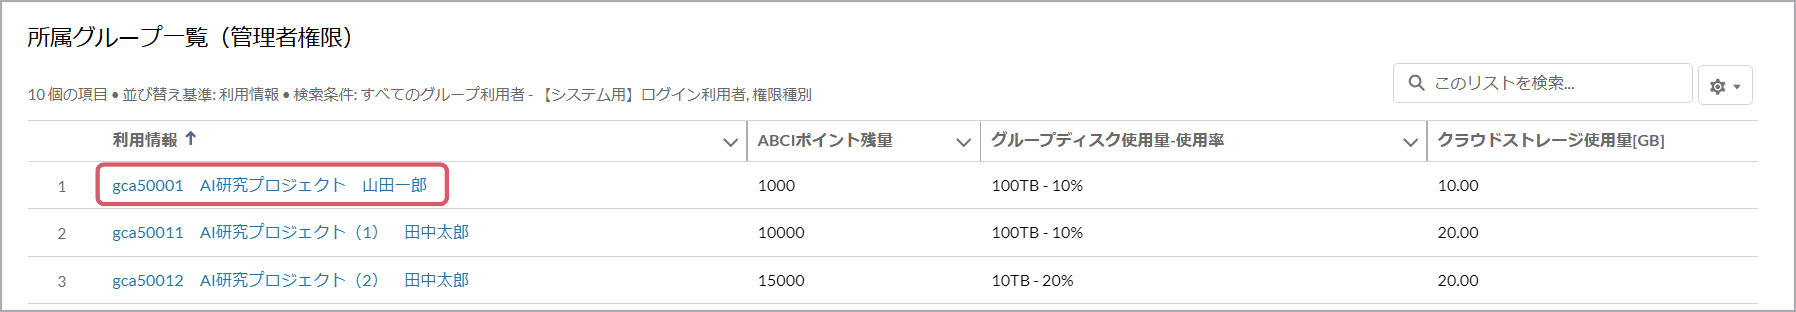 所属グループ一覧（管理者権限）
10 個の項目 • 並び替え基準: 利用情報 • 検索条件: すべてのグループ利用者 - 【システム用】ログイン利用者, 権限種別
このリストを検索...
利用情報 ↑ ABCIポイント残量 グループディスク使用量-使用率 クラウドストレージ使用量[GB]
1 gca50001 AI研究プロジェクト 山田一郎 1000 100TB - 10% 10.00
2 gca50011 AI研究プロジェクト（1） 田中太郎 10000 100TB - 10% 20.00
3 gca50012 AI研究プロジェクト（2） 田中太郎 15000 10TB - 20% 20.00